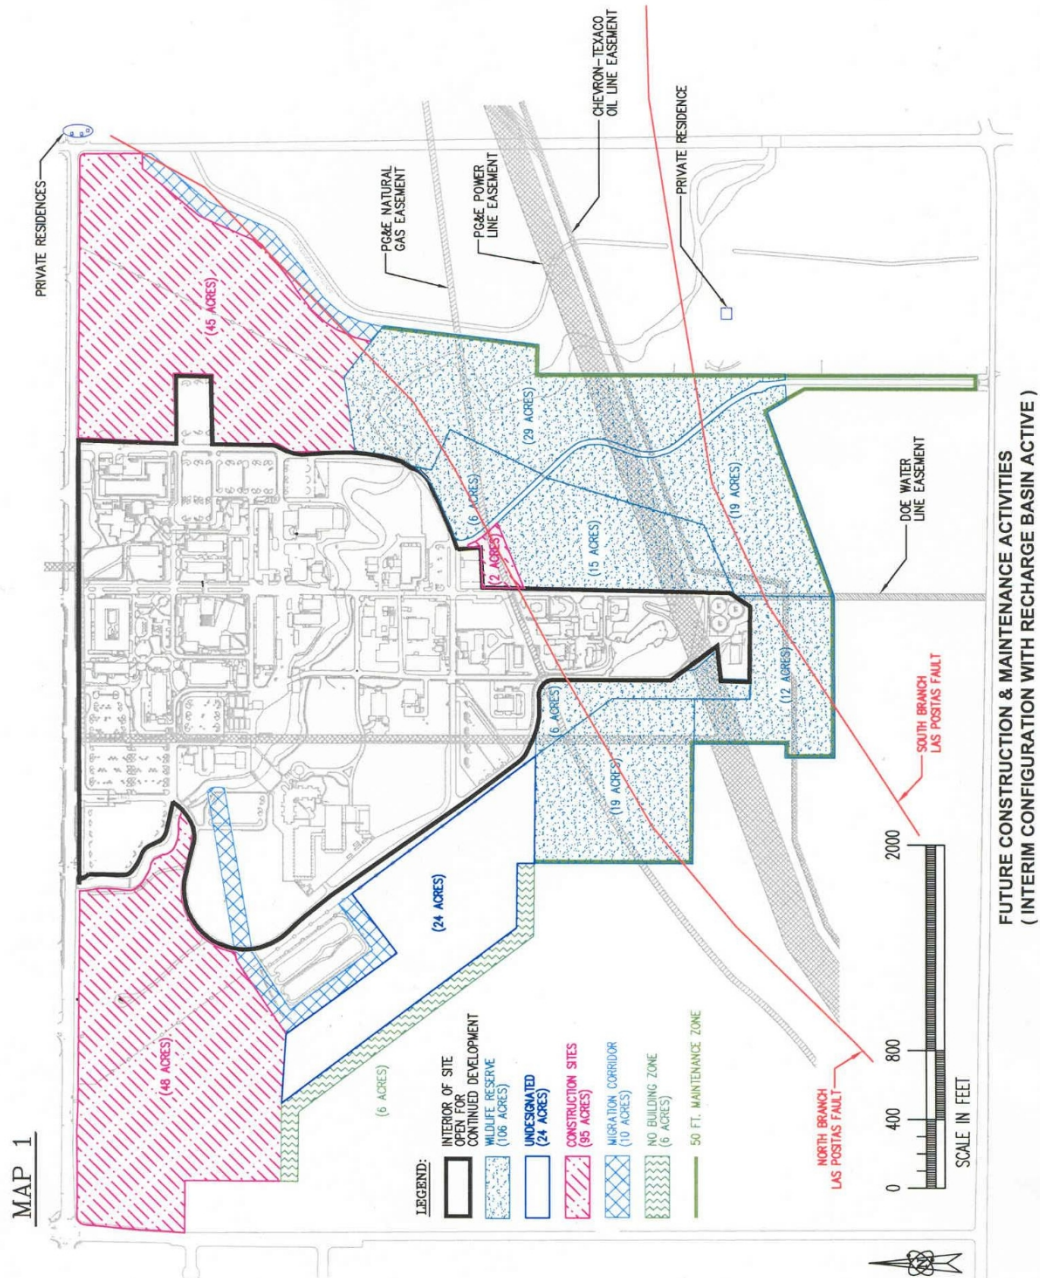 MAP 1
PRIVATE RESIDENCES
(45 ACRES)
PG&E NATURAL
GAS EASEMENT
PG&E POWER
LINE EASEMENT
CHEVRON-TEXACO
OIL LINE EASEMENT
PRIVATE RESIDENCE
(29 ACRES)
(6 ACRES)
(2 ACRES)
(15 ACRES)
(19 ACRES)
DOE WATER
LINE EASEMENT
(12 ACRES)
(6 ACRES)
(19 ACRES)
SOUTH BRANCH
LAS POSITAS FAULT
(24 ACRES)
(48 ACRES)
(6 ACRES)
LEGEND:
INTERIOR OF SITE
OPEN FOR
CONTINUED DEVELOPMENT
WILDLIFE RESERVE
(106 ACRES)
UNDESIGNATED
(24 ACRES)
CONSTRUCTION SITES
(95 ACRES)
MIGRATION CORRIDOR
(10 ACRES)
NO BUILDING ZONE
(6 ACRES)
50 FT. MAINTENANCE ZONE
NORTH BRANCH
LAS POSITAS FAULT
0 400 800 2000
SCALE IN FEET
N
FUTURE CONSTRUCTION & MAINTENANCE ACTIVITIES
( INTERIM CONFIGURATION WITH RECHARGE BASIN ACTIVE )